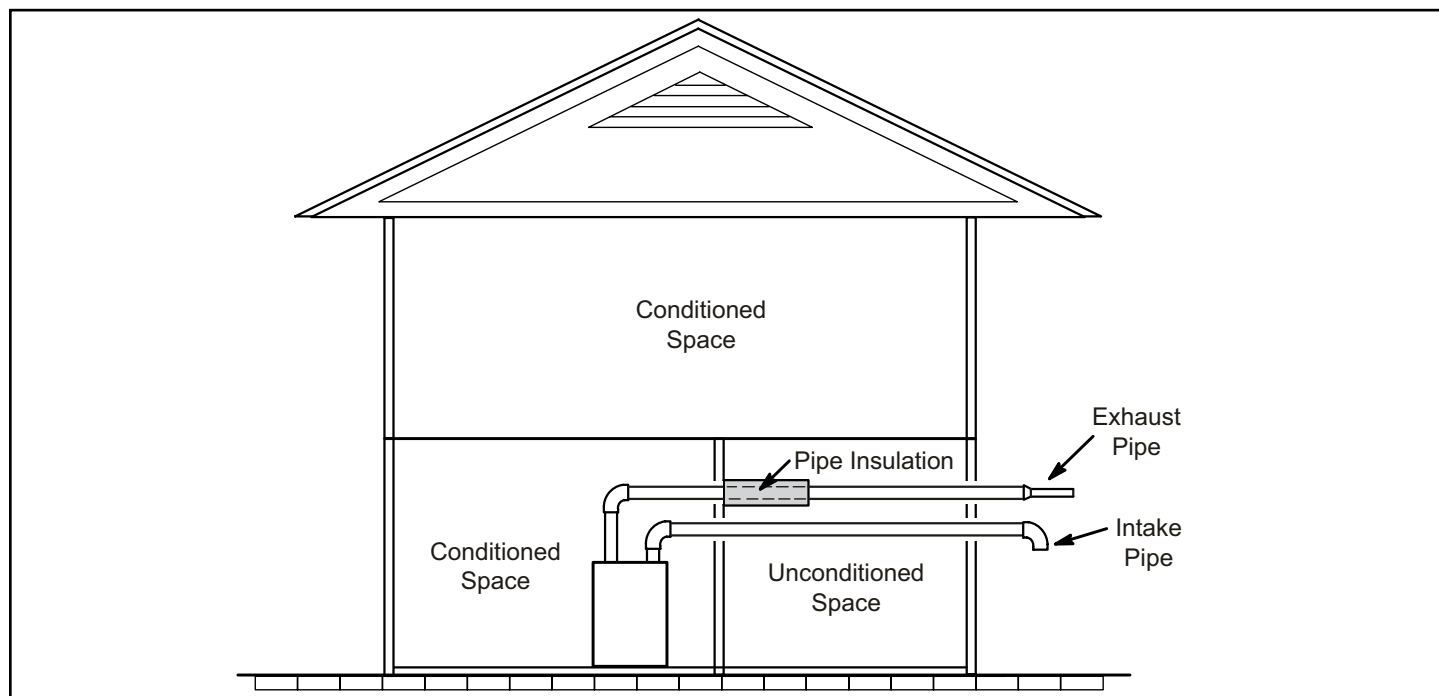 Conditioned
Space
Exhaust
Pipe
Pipe Insulation
Intake
Pipe
Conditioned
Space
Unconditioned
Space